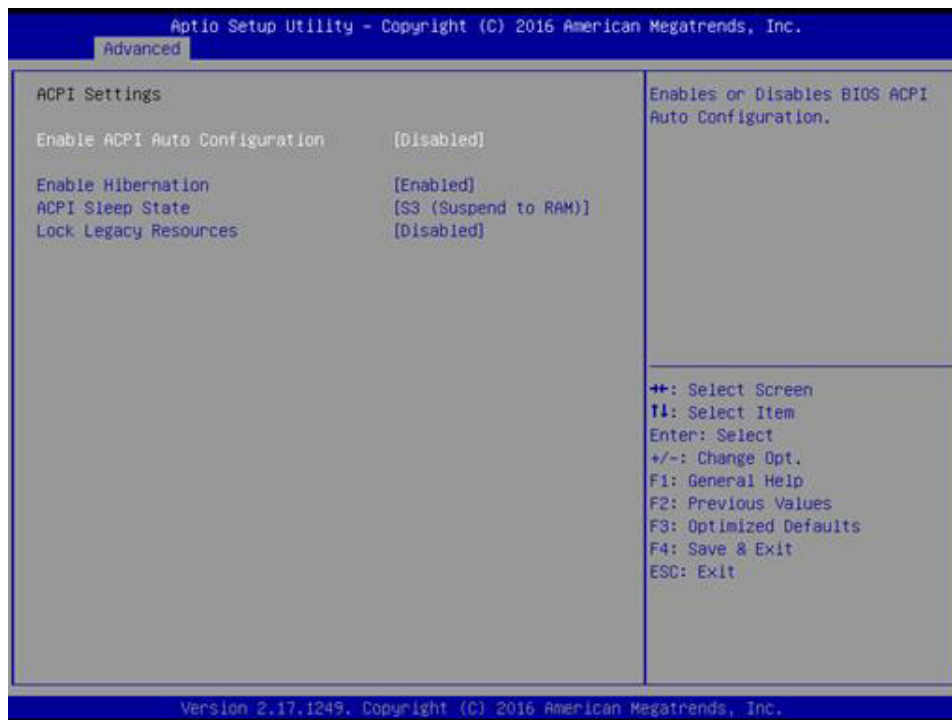 Aptio Setup Utility – Copyright (C) 2016 American Megatrends, Inc.
Advanced
ACPI Settings
Enable ACPI Auto Configuration [Disabled]
Enable Hibernation [Enabled]
ACPI Sleep State [S3 (Suspend to RAM)]
Lock Legacy Resources [Disabled]
Enables or Disables BIOS ACPI
Auto Configuration.
→←: Select Screen
↑↓: Select Item
Enter: Select
+/-: Change Opt.
F1: General Help
F2: Previous Values
F3: Optimized Defaults
F4: Save & Exit
ESC: Exit
Version 2.17.1249. Copyright (C) 2016 American Megatrends, Inc.